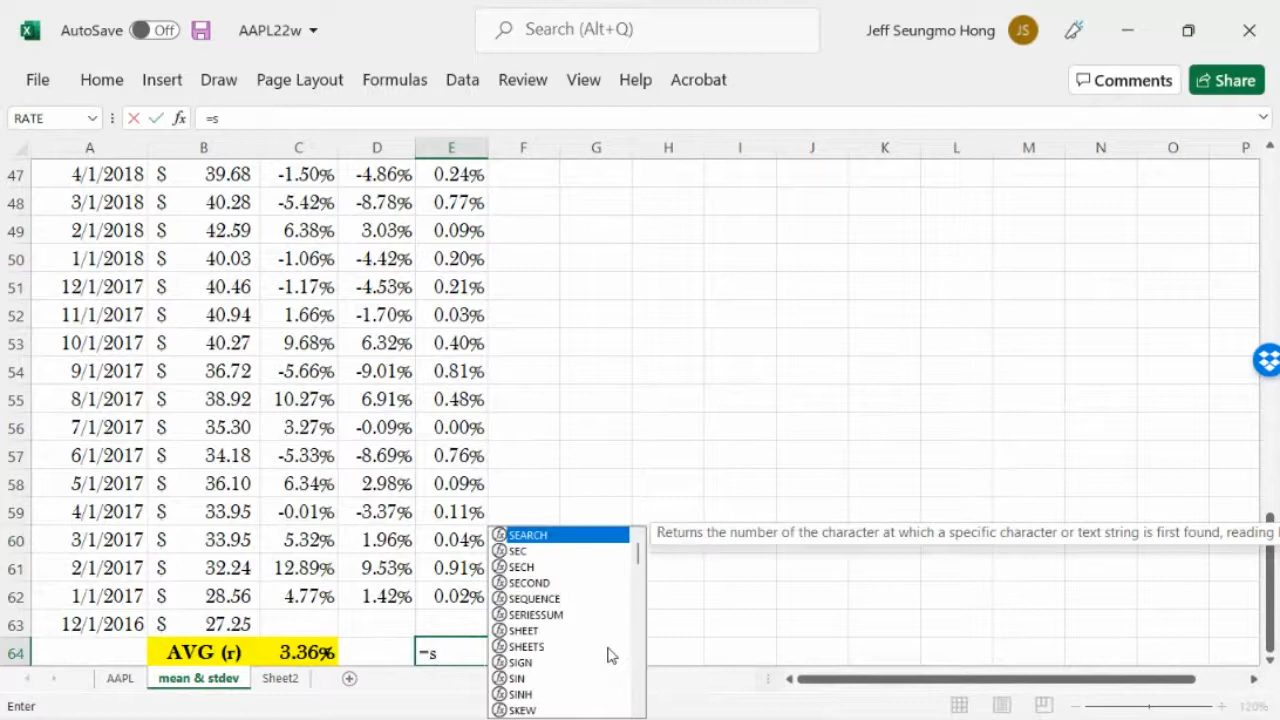 AutoSave Off AAPL22w Search (Alt+Q) Jeff Seungmo Hong JS
File Home Insert Draw Page Layout Formulas Data Review View Help Acrobat Comments Share
RATE fx =s
A B C D E F G H I J K L M N O P
47 4/1/2018 $ 39.68 -1.50% -4.86% 0.24%
48 3/1/2018 $ 40.28 -5.42% -8.78% 0.77%
49 2/1/2018 $ 42.59 6.38% 3.03% 0.09%
50 1/1/2018 $ 40.03 -1.06% -4.42% 0.20%
51 12/1/2017 $ 40.46 -1.17% -4.53% 0.21%
52 11/1/2017 $ 40.94 1.66% -1.70% 0.03%
53 10/1/2017 $ 40.27 9.68% 6.32% 0.40%
54 9/1/2017 $ 36.72 -5.66% -9.01% 0.81%
55 8/1/2017 $ 38.92 10.27% 6.91% 0.48%
56 7/1/2017 $ 35.30 3.27% -0.09% 0.00%
57 6/1/2017 $ 34.18 -5.33% -8.69% 0.76%
58 5/1/2017 $ 36.10 6.34% 2.98% 0.09%
59 4/1/2017 $ 33.95 -0.01% -3.37% 0.11%
60 3/1/2017 $ 33.95 5.32% 1.96% 0.04%
61 2/1/2017 $ 32.24 12.89% 9.53% 0.91%
62 1/1/2017 $ 28.56 4.77% 1.42% 0.02%
63 12/1/2016 $ 27.25
64 AVG (r) 3.36% =s
SEARCH
SEC
SECH
SECOND
SEQUENCE
SERIESSUM
SHEET
SHEETS
SIGN
SIN
SINH
SKEW
Returns the number of the character at which a specific character or text string is first found, reading
AAPL mean & stdev Sheet2
Enter 120%